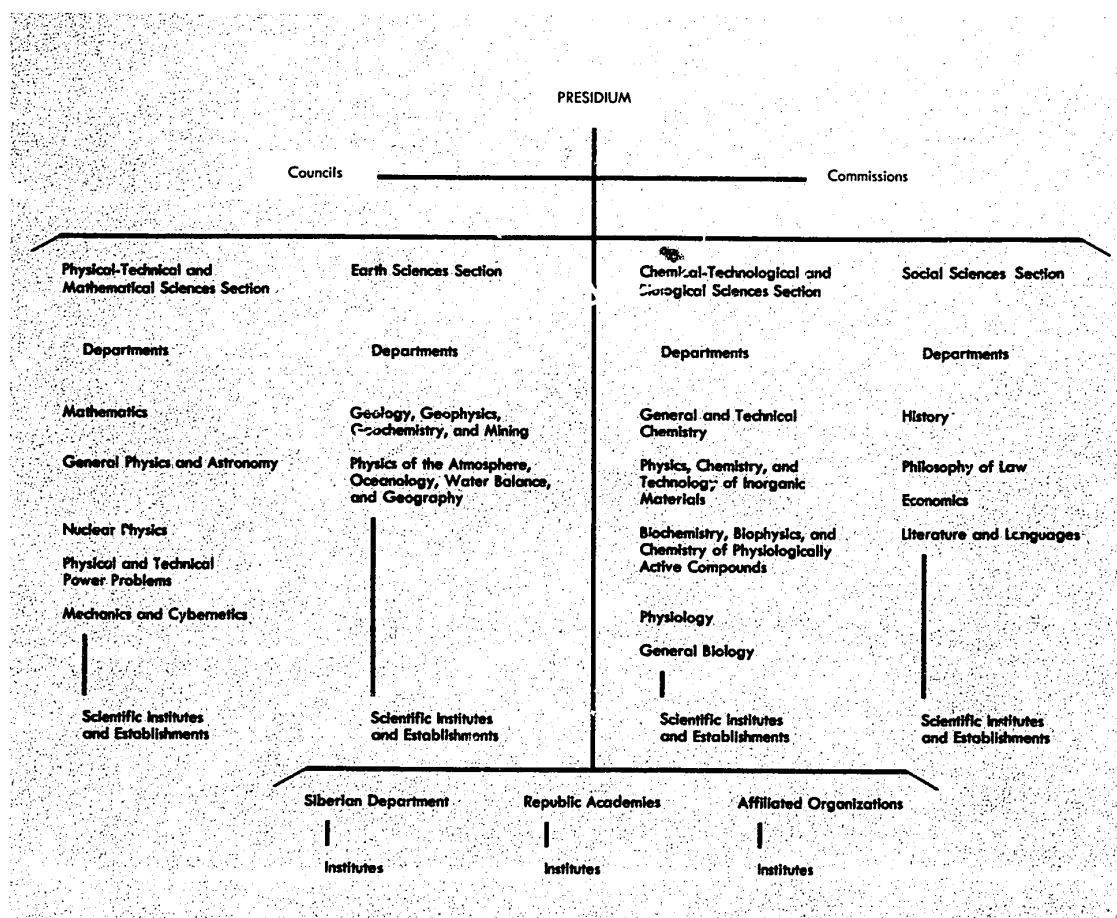 PRESIDIUM
Councils
Commissions
Physical-Technical and
Mathematical Sciences Section
Departments
Mathematics
General Physics and Astronomy
Nuclear Physics
Physical and Technical
Power Problems
Mechanics and Cybernetics
Scientific Institutes
and Establishments
Earth Sciences Section
Departments
Geology, Geophysics,
Geochemistry, and Mining
Physics of the Atmosphere,
Oceanology, Water Balance,
and Geography
Scientific Institutes
and Establishments
Chemical-Technological and
Biological Sciences Section
Departments
General and Technical
Chemistry
Physics, Chemistry, and
Technology of Inorganic
Materials
Biochemistry, Biophysics, and
Chemistry of Physiologically
Active Compounds
Physiology
General Biology
Scientific Institutes
and Establishments
Social Sciences Section
Departments
History
Philosophy of Law
Economics
Literature and Languages
Scientific Institutes
and Establishments
Siberian Department
Institutes
Republic Academies
Institutes
Affiliated Organizations
Institutes